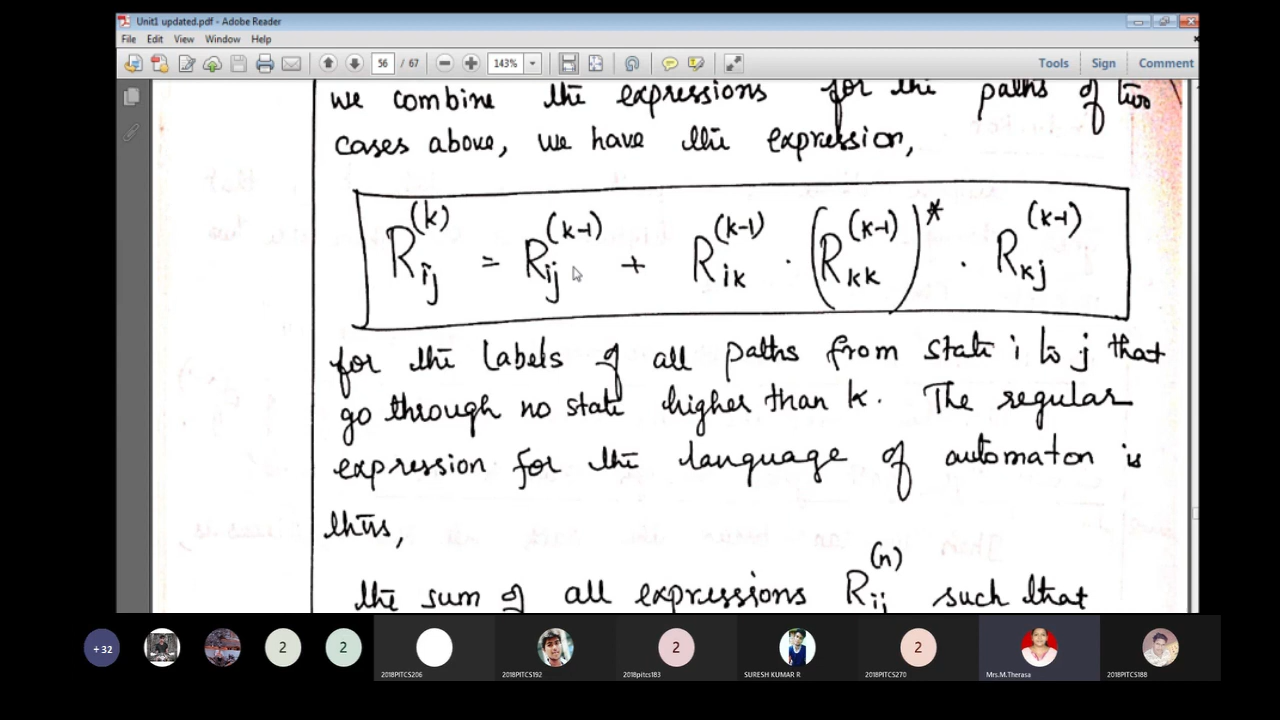 Unit1 updated.pdf - Adobe Reader
File Edit View Window Help
56 / 67 143% Tools Sign Comment
we combine the expressions for the paths of two
cases above, we have the expression,
R_ij^(k) = R_ij^(k-1) + R_ik^(k-1) . (R_kk^(k-1))^* . R_kj^(k-1)
for the labels of all paths from state i to j that
go through no state higher than k. The regular
expression for the language of automaton is
thus,
the sum of all expressions R_ij^(n) such that
+32 2 2 2 2
2018PITCS206 2018PITCS192 2018pitcs183 SURESH KUMAR R 2018PITCS270 Mrs.M.Therasa 2018PITCS188